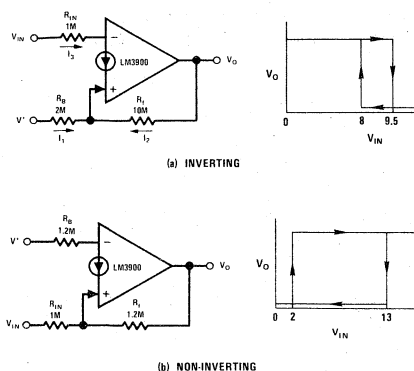 R_IN
1M
V_IN
I_3
LM3900
V_O
R_B
2M
R_f
10M
V'
I_1
I_2
V_O
0
8
9.5
V_IN
(a) INVERTING
R_B
1.2M
V'
LM3900
V_O
R_IN
1M
R_f
1.2M
V_IN
V_O
0
2
13
V_IN
(b) NON-INVERTING